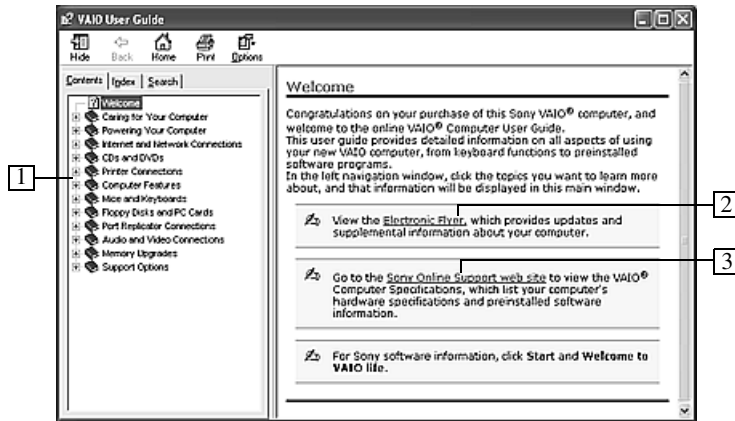 VAIO User Guide
Hide Back Home Print Options
Contents Index Search
Welcome
Caring for Your Computer
Powering Your Computer
Internet and Network Connections
CDs and DVDs
Printer Connections
Computer Features
Mice and Keyboards
Floppy Disks and PC Cards
Port Replicator Connections
Audio and Video Connections
Memory Upgrades
Support Options
1
Welcome
Congratulations on your purchase of this Sony VAIO® computer, and
welcome to the online VAIO® Computer User Guide.
This user guide provides detailed information on all aspects of using
your new VAIO computer, from keyboard functions to preinstalled
software programs.
In the left navigation window, click the topics you want to learn more
about, and that information will be displayed in this main window.
View the Electronic Flyer, which provides updates and
supplemental information about your computer.
2
Go to the Sony Online Support web site to view the VAIO®
Computer Specifications, which list your computer's
hardware specifications and preinstalled software
information.
3
For Sony software information, click Start and Welcome to
VAIO life.